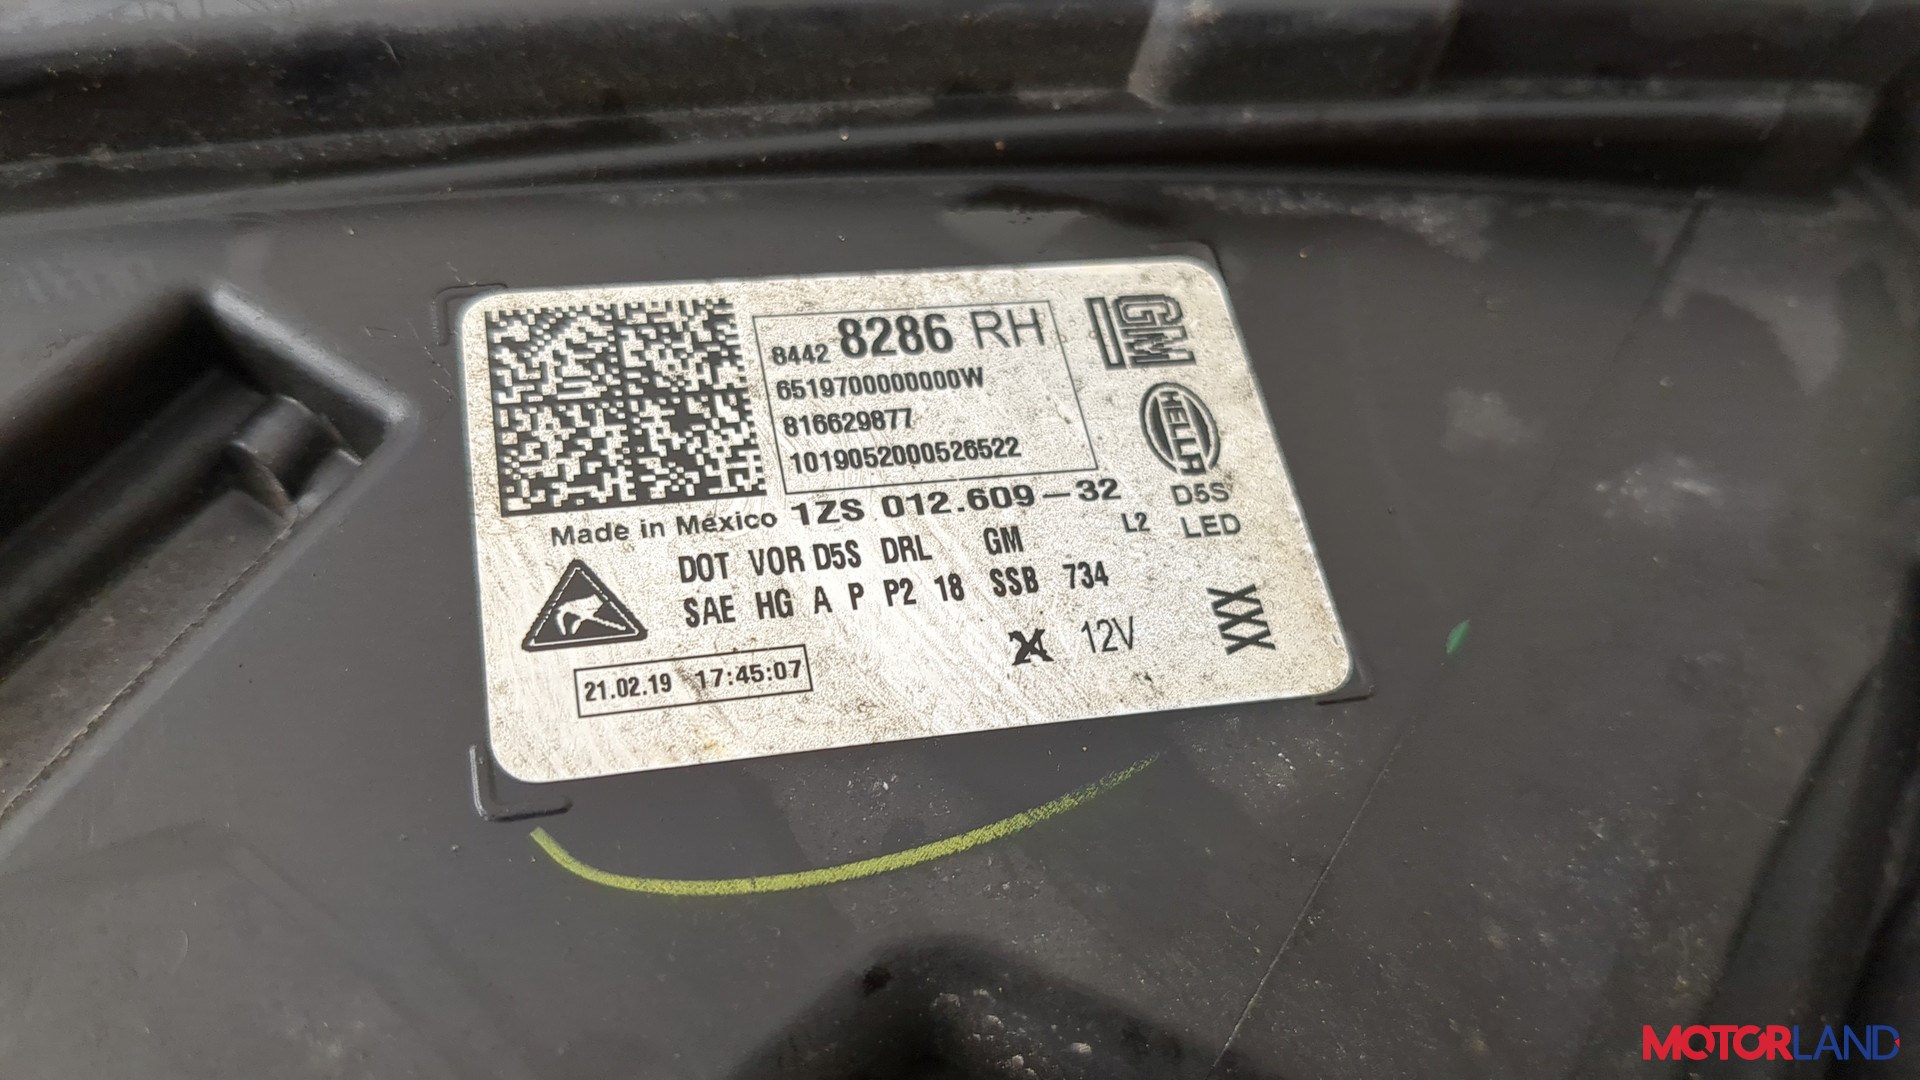 8442 8286 RH
6519700000000W
816629877
1019052000526522
GM
HELLA
D5S
LED
Made in Mexico 1ZS 012.609-32
L2
DOT VOR D5S DRL GM
SAE HG A P P2 18 SSB 734
12V
XXX
21.02.19 17:45:07
MOTORLAND